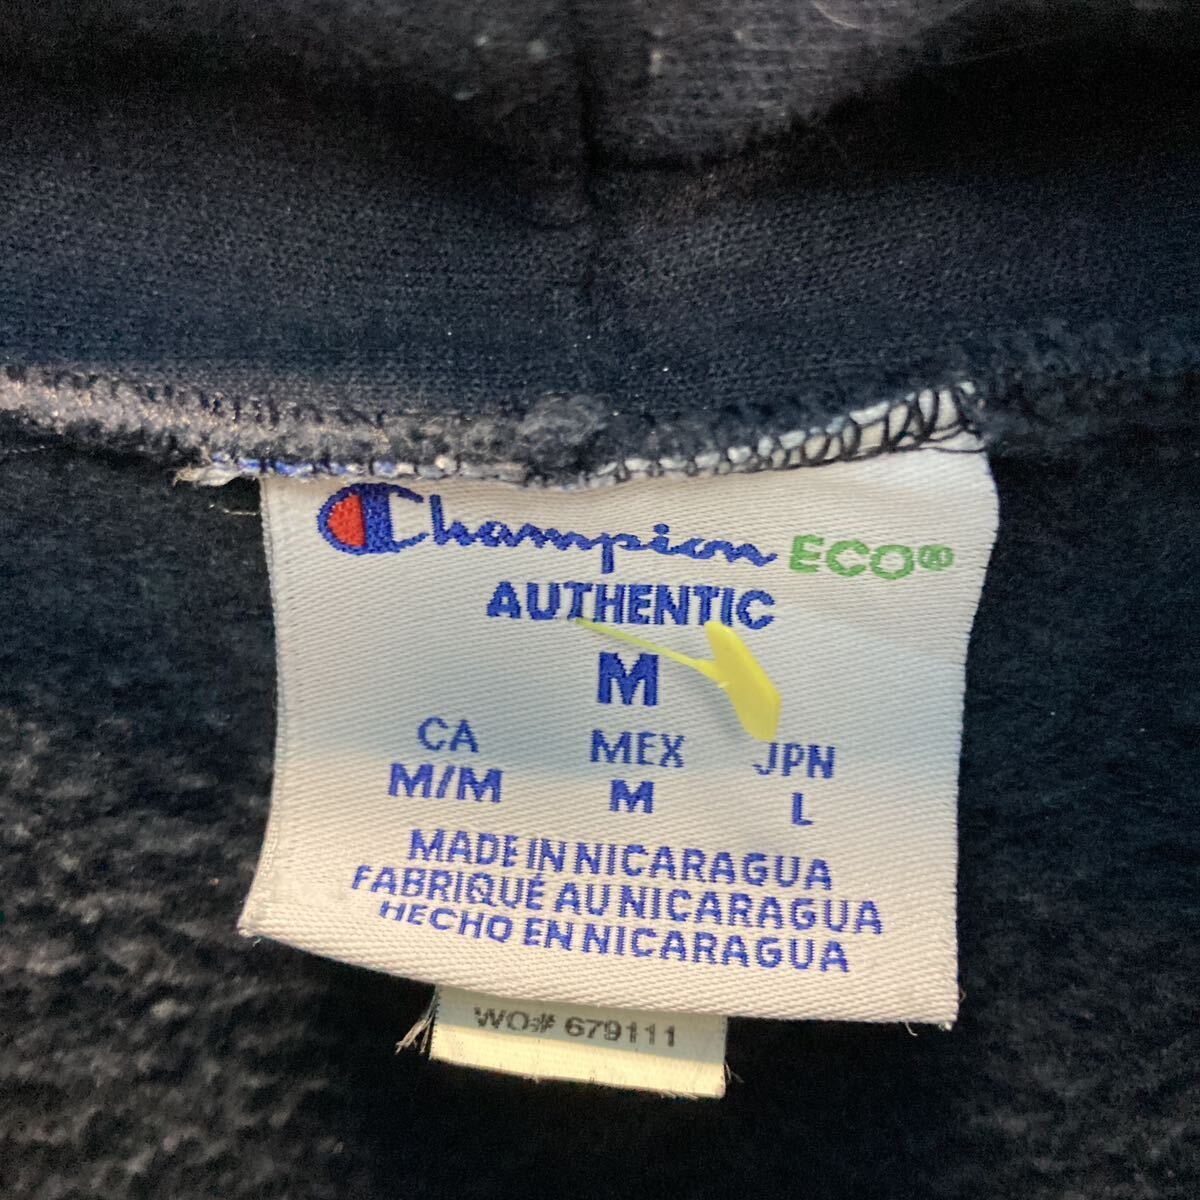 Champion ECO
AUTHENTIC
M
CA MEX JPN
M/M M L
MADE IN NICARAGUA
FABRIQUÉ AU NICARAGUA
HECHO EN NICARAGUA
WO# 679111